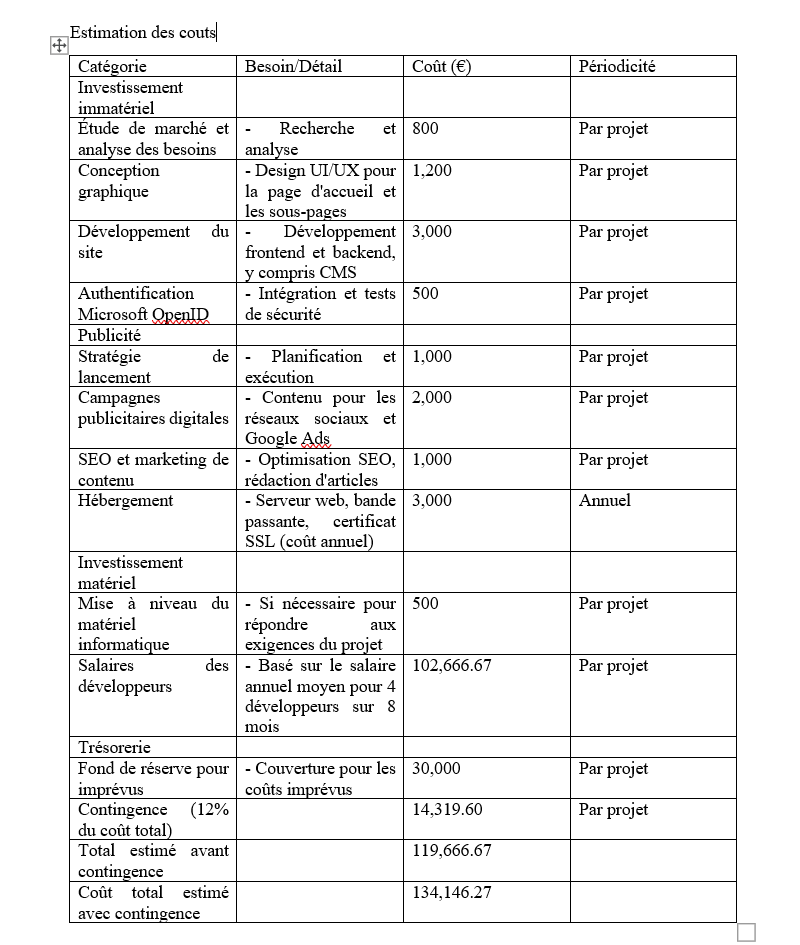 Estimation des couts
Catégorie Besoin/Détail Coût (€) Périodicité
Investissement
immatériel
Étude de marché et - Recherche et 800 Par projet
analyse des besoins analyse
Conception - Design UI/UX pour 1,200 Par projet
graphique la page d'accueil et
les sous-pages
Développement du - Développement 3,000 Par projet
site frontend et backend,
y compris CMS
Authentification - Intégration et tests 500 Par projet
Microsoft OpenID de sécurité
Publicité
Stratégie de - Planification et 1,000 Par projet
lancement exécution
Campagnes - Contenu pour les 2,000 Par projet
publicitaires digitales réseaux sociaux et
Google Ads
SEO et marketing de - Optimisation SEO, 1,000 Par projet
contenu rédaction d'articles
Hébergement - Serveur web, bande 3,000 Annuel
passante, certificat
SSL (coût annuel)
Investissement
matériel
Mise à niveau du - Si nécessaire pour 500 Par projet
matériel répondre aux
informatique exigences du projet
Salaires des - Basé sur le salaire 102,666.67 Par projet
développeurs annuel moyen pour 4
développeurs sur 8
mois
Trésorerie
Fond de réserve pour - Couverture pour les 30,000 Par projet
imprévus coûts imprévus
Contingence (12% 14,319.60 Par projet
du coût total)
Total estimé avant 119,666.67
contingence
Coût total estimé 134,146.27
avec contingence